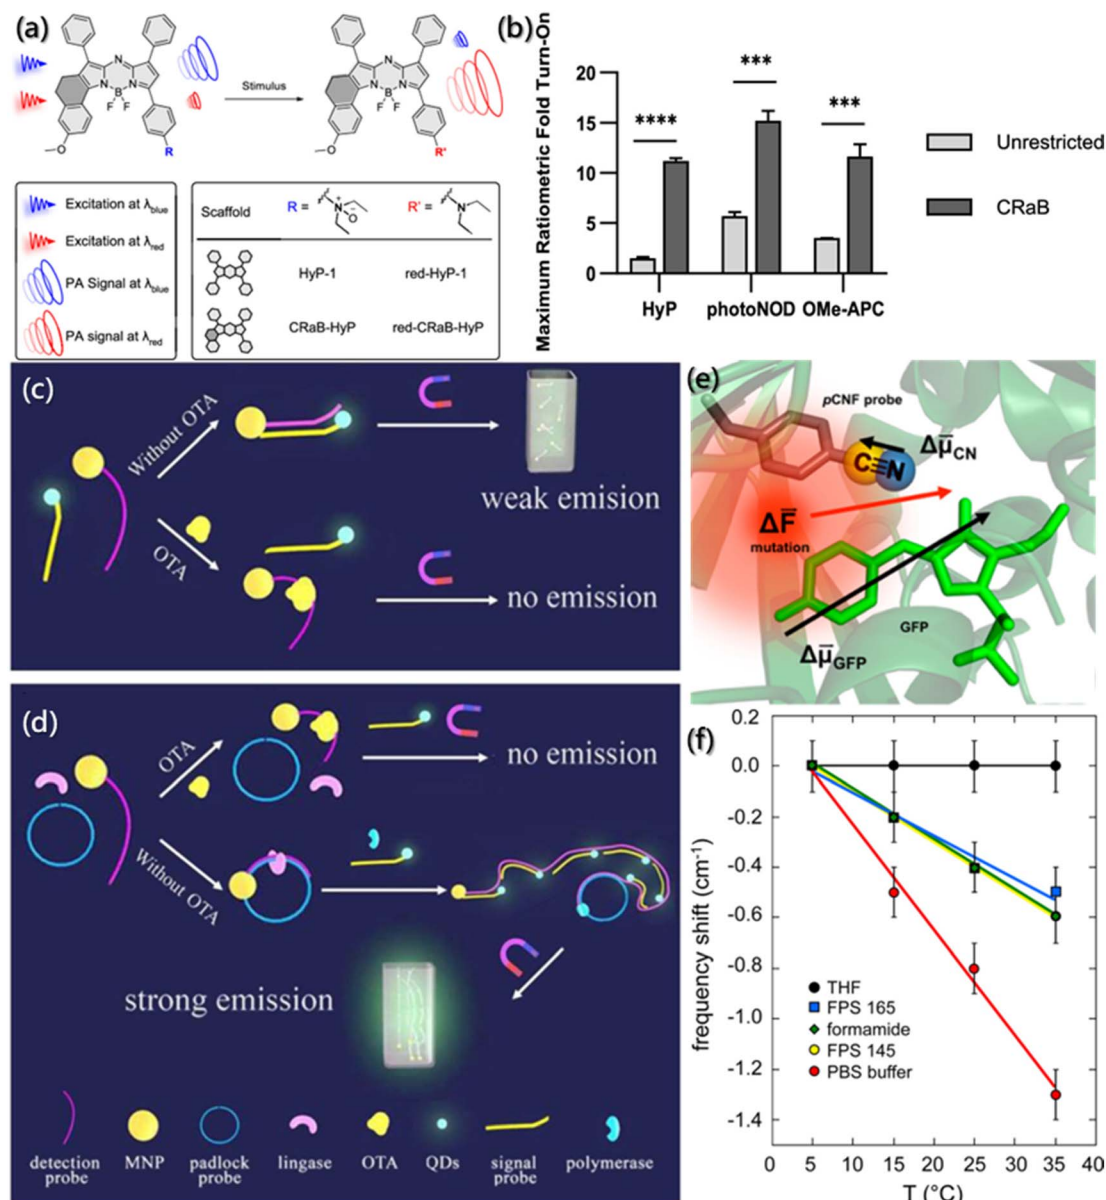 (a)
N
N
N
B
F
F
O
R
Stimulus
N
N
N
B
F
F
O
R'
Excitation at λblue
Excitation at λred
PA Signal at λblue
PA signal at λred
Scaffold
R =
N
+
O
−
R' =
N
HyP-1
red-HyP-1
CRaB-HyP
red-CRaB-HyP
(b)
Maximum Ratiometric Fold Turn-On
20
15
10
5
0
****
***
***
HyP
photoNOD
OMe-APC
Unrestricted
CRaB
(c)
Without OTA
OTA
weak emision
no emission
(d)
OTA
Without OTA
no emission
strong emission
detection
probe
MNP
padlock
probe
lingase
OTA
QDs
signal
probe
polymerase
(e)
pCNF probe
C≡N
Δμ̅CN
ΔF̅
mutation
GFP
Δμ̅GFP
(f)
frequency shift (cm⁻¹)
0.2
0.0
-0.2
-0.4
-0.6
-0.8
-1.0
-1.2
-1.4
THF
FPS 165
formamide
FPS 145
PBS buffer
0
5
10
15
20
25
30
35
40
T (°C)